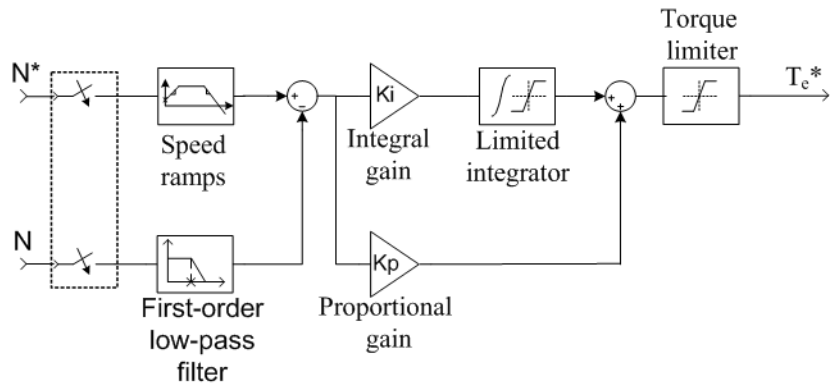 Torque
limiter
N*
Te*
Ki
+
−
+
+
Speed
ramps
Integral
gain
Limited
integrator
N
Kp
First-order
low-pass
filter
Proportional
gain